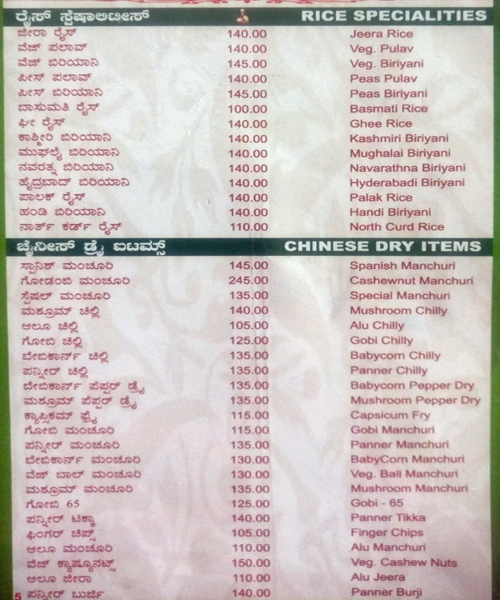 ರೈಸ್ ಸ್ಪೆಷಾಲಿಟೀಸ್ RICE SPECIALITIES
ಜೀರಾ ರೈಸ್ 140.00 Jeera Rice
ವೆಜ್ ಪಲಾವ್ 140.00 Veg. Pulav
ವೆಜ್ ಬಿರಿಯಾನಿ 145.00 Veg. Biriyani
ಪೀಸ್ ಪಲಾವ್ 140.00 Peas Pulav
ಪೀಸ್ ಬಿರಿಯಾನಿ 145.00 Peas Biriyani
ಬಾಸುಮತಿ ರೈಸ್ 100.00 Basmati Rice
ಘೀ ರೈಸ್ 140.00 Ghee Rice
ಕಾಶ್ಮೀರಿ ಬಿರಿಯಾನಿ 140.00 Kashmiri Biriyani
ಮುಘಲೈ ಬಿರಿಯಾನಿ 140.00 Mughalai Biriyani
ನವರತ್ನ ಬಿರಿಯಾನಿ 140.00 Navarathna Biriyani
ಹೈದ್ರಬಾದ್ ಬಿರಿಯಾನಿ 140.00 Hyderabadi Biriyani
ಪಾಲಕ್ ರೈಸ್ 140.00 Palak Rice
ಹಂಡಿ ಬಿರಿಯಾನಿ 140.00 Handi Biriyani
ನಾರ್ತ್ ಕರ್ಡ್ ರೈಸ್ 110.00 North Curd Rice
ಚೈನೀಸ್ ಡ್ರೈ ಐಟಮ್ಸ್ CHINESE DRY ITEMS
ಸ್ಪಾನಿಶ್ ಮಂಚೂರಿ 145.00 Spanish Manchuri
ಗೋಡಂಬಿ ಮಂಚೂರಿ 245.00 Cashewnut Manchuri
ಸ್ಪೆಷಲ್ ಮಂಚೂರಿ 135.00 Special Manchuri
ಮಶ್ರೂಮ್ ಚಿಲ್ಲಿ 140.00 Mushroom Chilly
ಆಲೂ ಚಿಲ್ಲಿ 105.00 Alu Chilly
ಗೋಬಿ ಚಿಲ್ಲಿ 125.00 Gobi Chilly
ಬೇಬಿಕಾರ್ನ್ ಚಿಲ್ಲಿ 135.00 Babycorn Chilly
ಪನ್ನೀರ್ ಚಿಲ್ಲಿ 135.00 Panner Chilly
ಬೇಬಿಕಾರ್ನ್ ಪೆಪ್ಪರ್ ಡ್ರೈ 135.00 Babycorn Pepper Dry
ಮಶ್ರೂಮ್ ಪೆಪ್ಪರ್ ಡ್ರೈ 135.00 Mushroom Pepper Dry
ಕ್ಯಾಪ್ಸಿಕಮ್ ಫ್ರೈ 115.00 Capsicum Fry
ಗೋಬಿ ಮಂಚೂರಿ 115.00 Gobi Manchuri
ಪನ್ನೀರ್ ಮಂಚೂರಿ 135.00 Panner Manchuri
ಬೇಬಿಕಾರ್ನ್ ಮಂಚೂರಿ 130.00 BabyCorn Manchuri
ವೆಜ್ ಬಾಲ್ ಮಂಚೂರಿ 130.00 Veg. Ball Manchuri
ಮಶ್ರೂಮ್ ಮಂಚೂರಿ 135.00 Mushroom Manchuri
ಗೋಬಿ 65 125.00 Gobi - 65
ಪನ್ನೀರ್ ಟಿಕ್ಕಾ 140.00 Panner Tikka
ಫಿಂಗರ್ ಚಿಪ್ಸ್ 105.00 Finger Chips
ಆಲೂ ಮಂಚೂರಿ 110.00 Alu Manchuri
ವೆಜ್ ಕ್ಯಾಷ್ಯೂನಟ್ಸ್ 150.00 Veg. Cashew Nuts
ಆಲೂ ಜೀರಾ 110.00 Alu Jeera
5 ಪನ್ನೀರ್ ಬುರ್ಜಿ 140.00 Panner Burji